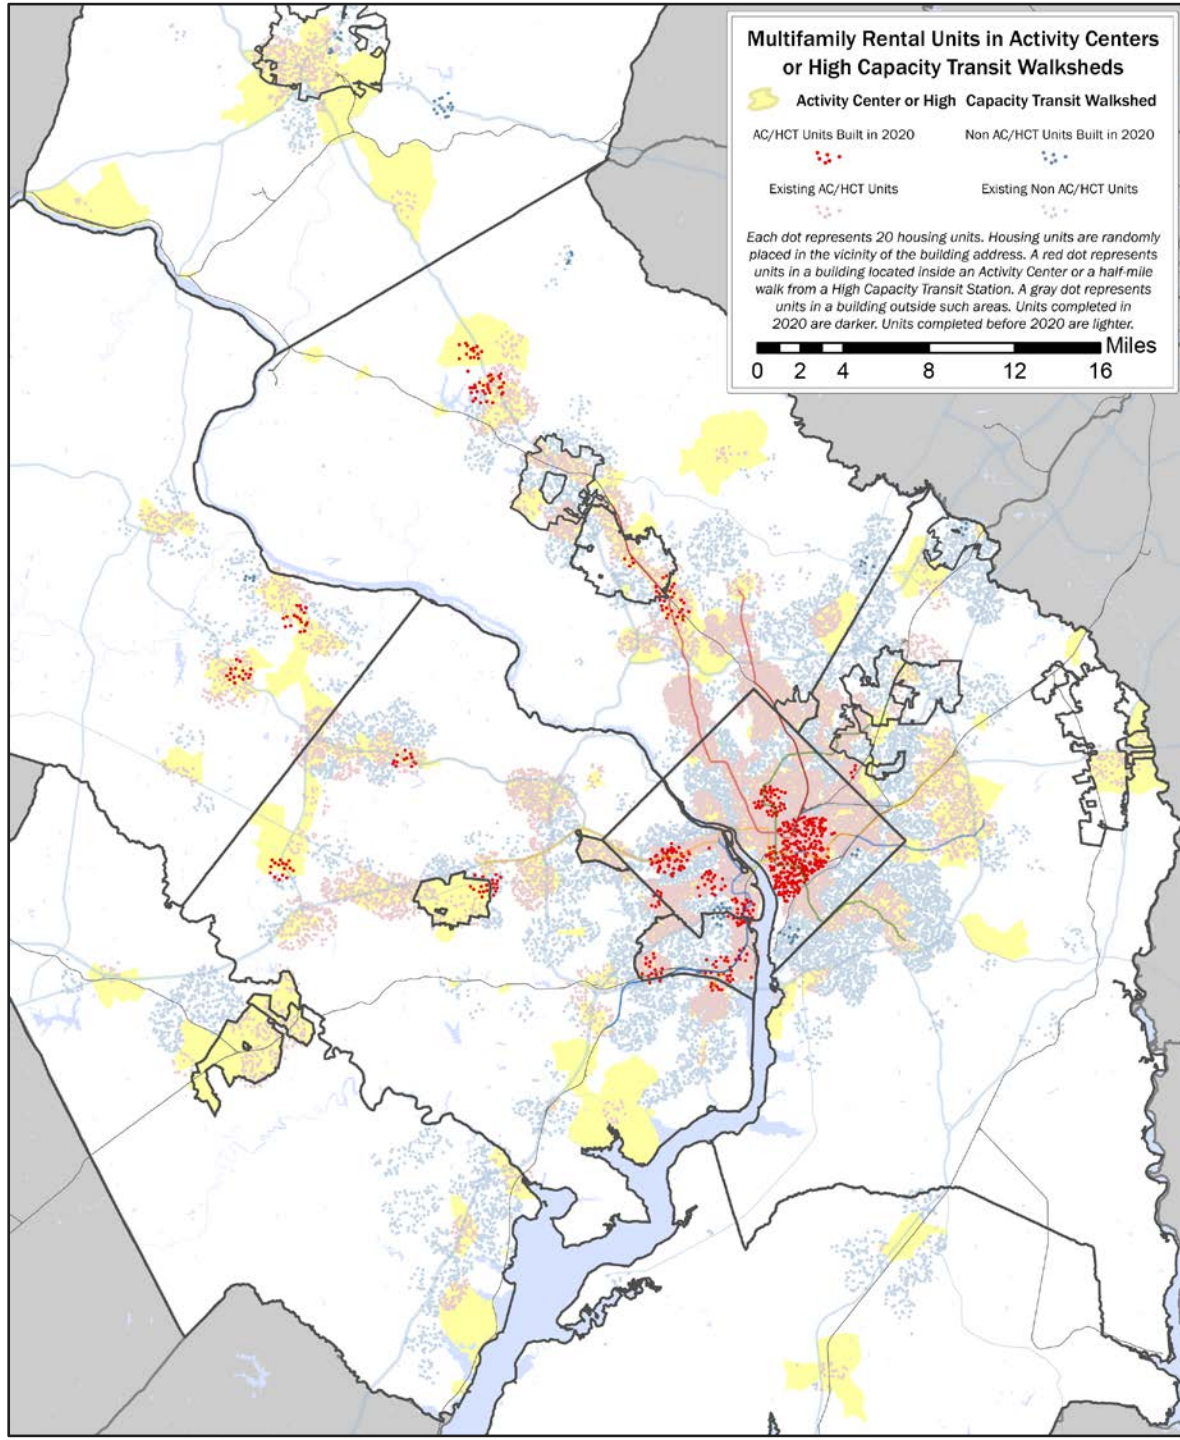 Multifamily Rental Units in Activity Centers
or High Capacity Transit Walksheds
Activity Center or High Capacity Transit Walkshed
AC/HCT Units Built in 2020
Non AC/HCT Units Built in 2020
Existing AC/HCT Units
Existing Non AC/HCT Units
Each dot represents 20 housing units. Housing units are randomly
placed in the vicinity of the building address. A red dot represents
units in a building located inside an Activity Center or a half-mile
walk from a High Capacity Transit Station. A gray dot represents
units in a building outside such areas. Units completed in
2020 are darker. Units completed before 2020 are lighter.
Miles
0 2 4 8 12 16